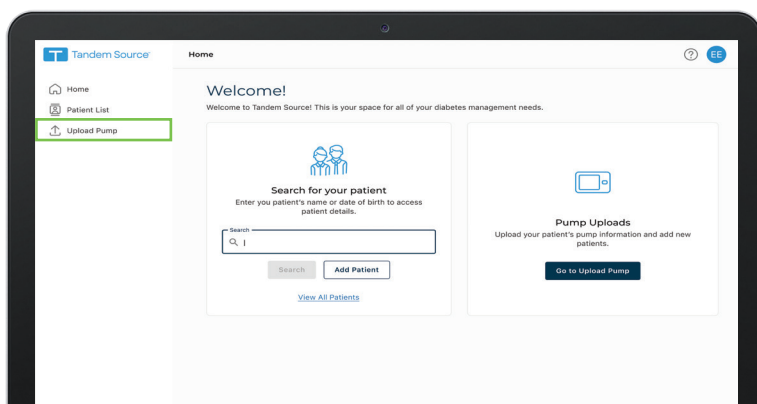 Tandem Source
Home
EE
Home
Patient List
Upload Pump
Welcome!
Welcome to Tandem Source! This is your space for all of your diabetes management needs.
Search for your patient
Enter you patient's name or date of birth to access
patient details.
Search
Search
Add Patient
View All Patients
Pump Uploads
Upload your patient's pump information and add new
patients.
Go to Upload Pump